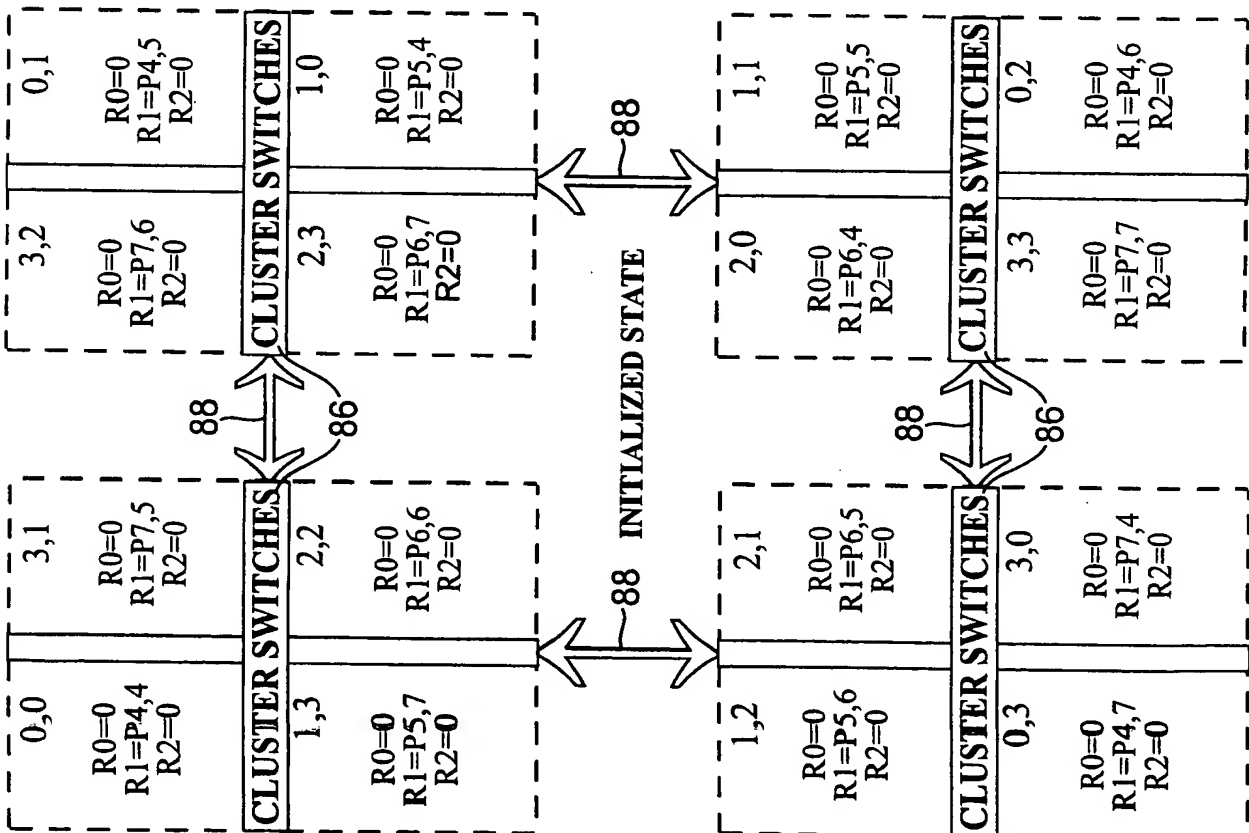 0,0
R0=0
R1=P4,4
R2=0
3,1
R0=0
R1=P7,5
R2=0
CLUSTER SWITCHES
1,3
R0=0
R1=P5,7
R2=0
2,2
R0=0
R1=P6,6
R2=0
88
86
3,2
R0=0
R1=P7,6
R2=0
0,1
R0=0
R1=P4,5
R2=0
CLUSTER SWITCHES
2,3
R0=0
R1=P6,7
R2=0
1,0
R0=0
R1=P5,4
R2=0
88
INITIALIZED STATE
88
1,2
R0=0
R1=P5,6
R2=0
2,1
R0=0
R1=P6,5
R2=0
CLUSTER SWITCHES
0,3
R0=0
R1=P4,7
R2=0
3,0
R0=0
R1=P7,4
R2=0
88
86
2,0
R0=0
R1=P6,4
R2=0
1,1
R0=0
R1=P5,5
R2=0
CLUSTER SWITCHES
3,3
R0=0
R1=P7,7
R2=0
0,2
R0=0
R1=P4,6
R2=0